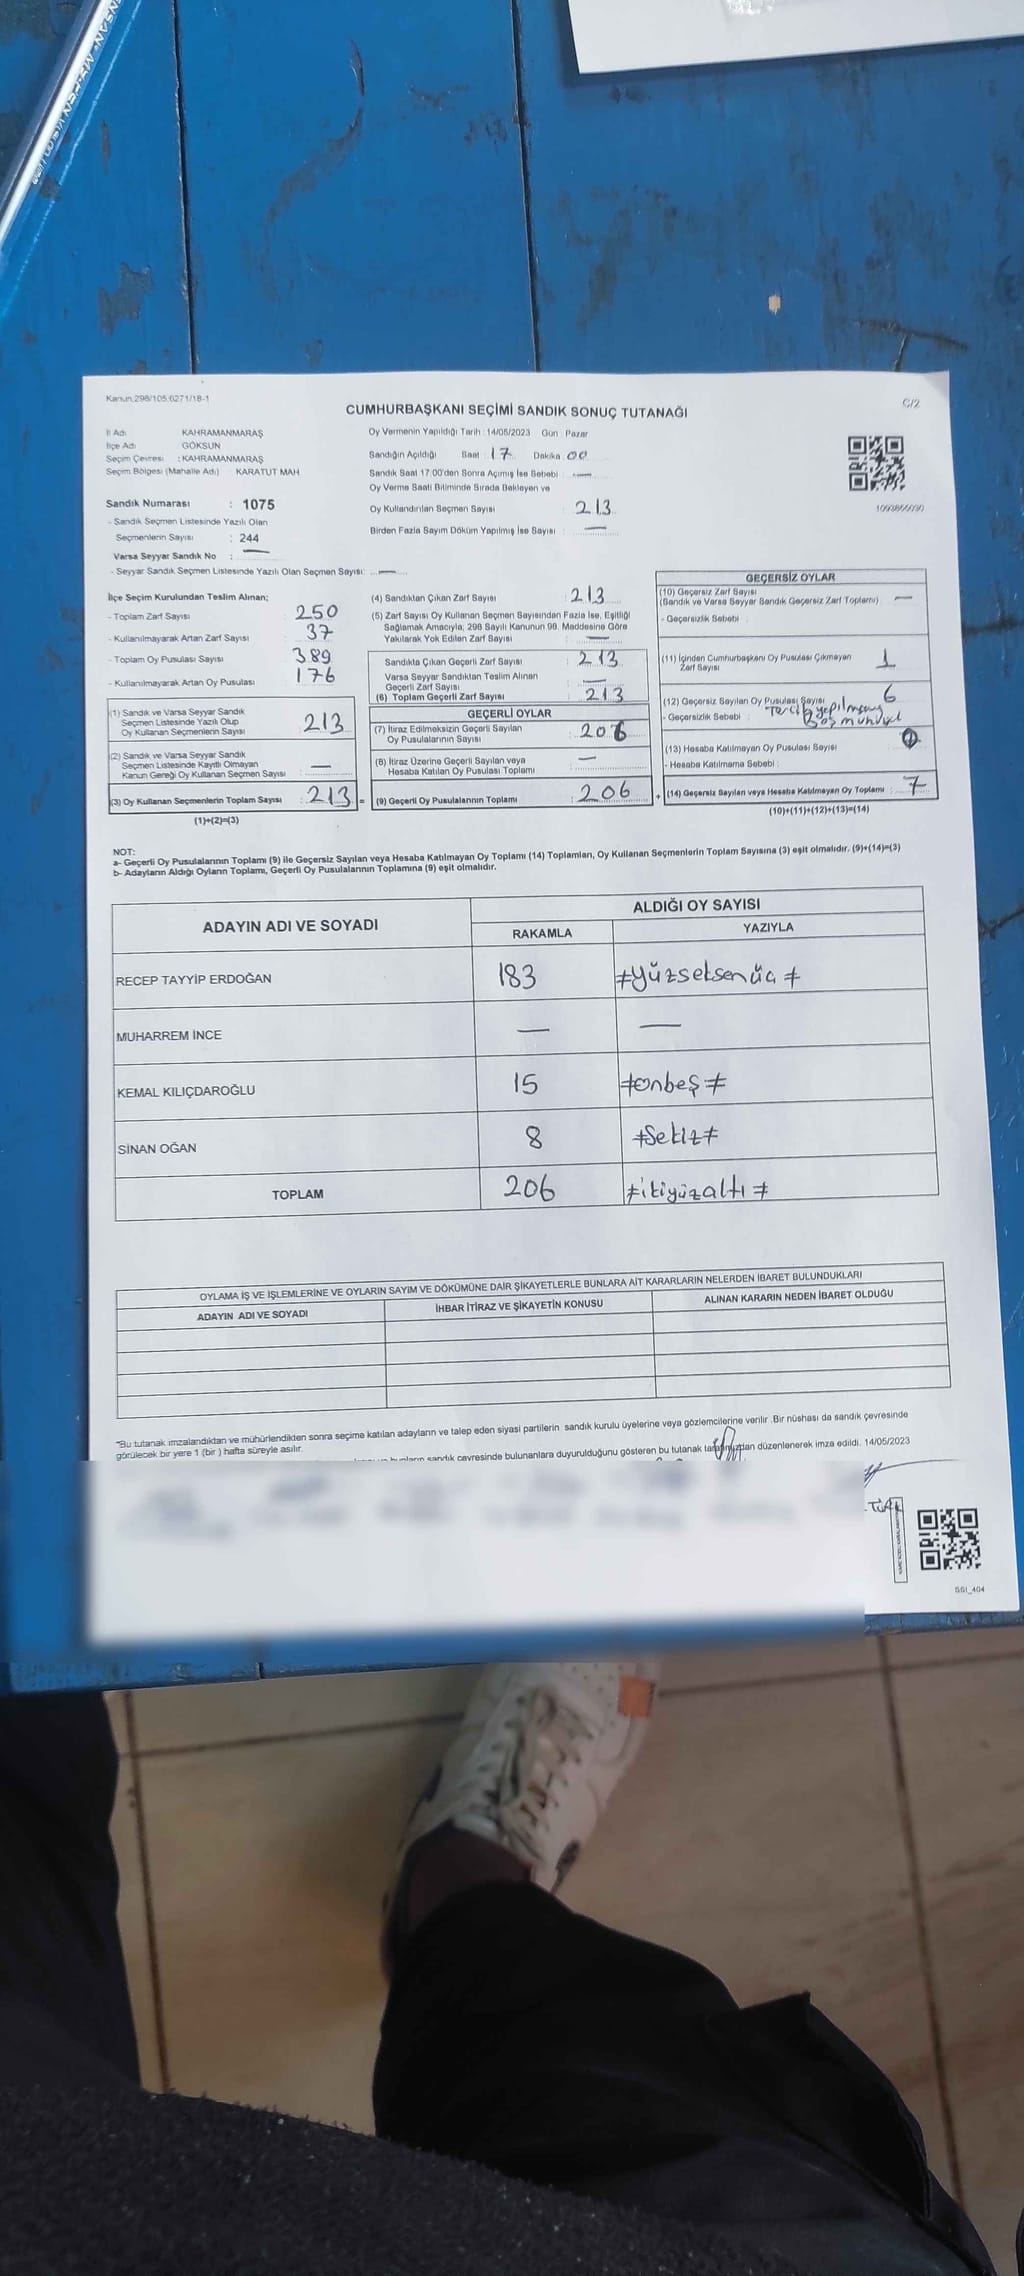 Kanun,298/105,6271/18-1
C/2
CUMHURBAŞKANI SEÇİMİ SANDIK SONUÇ TUTANAĞI
İl Adı KAHRAMANMARAŞ
İlçe Adı GÖKSUN
Seçim Çevresi : KAHRAMANMARAŞ
Seçim Bölgesi (Mahalle Adı) KARATUT MAH.
Sandık Numarası : 1075
- Sandık Seçmen Listesinde Yazılı Olan
Seçmenlerin Sayısı : 244
Varsa Seyyar Sandık No : —
- Seyyar Sandık Seçmen Listesinde Yazılı Olan Seçmen Sayısı: —
Oy Vermenin Yapıldığı Tarih : 14/05/2023 Gün : Pazar
Sandığın Açıldığı Saat : 17 Dakika 00
Sandık Saat 17:00'den Sonra Açımış İse Sebebi : —
Oy Verme Saati Bitiminde Sırada Bekleyen ve
Oy Kullandırılan Seçmen Sayısı : 213
Birden Fazla Sayım Döküm Yapılmış İse Sayısı : —
İlçe Seçim Kurulundan Teslim Alınan;
- Toplam Zarf Sayısı : 250
- Kullanılmayarak Artan Zarf Sayısı : 37
- Toplam Oy Pusulası Sayısı : 389
- Kullanılmayarak Artan Oy Pusulası : 176
(1) Sandık ve Varsa Seyyar Sandık
Seçmen Listesinde Yazılı Olup
Oy Kullanan Seçmenlerin Sayısı : 213
(2) Sandık ve Varsa Seyyar Sandık
Seçmen Listesinde Kayıtlı Olmayan
Kanun Gereği Oy Kullanan Seçmen Sayısı : —
(3) Oy Kullanan Seçmenlerin Toplam Sayısı : 213 =
(1)+(2)=(3)
(4) Sandıktan Çıkan Zarf Sayısı : 213
(5) Zarf Sayısı Oy Kullanan Seçmen Sayısından Fazla İse, Eşitliği
Sağlamak Amacıyla; 298 Sayılı Kanunun 98. Maddesine Göre
Yakılarak Yok Edilen Zarf Sayısı : —
Sandıkta Çıkan Geçerli Zarf Sayısı : 213
Varsa Seyyar Sandıktan Teslim Alınan
Geçerli Zarf Sayısı : —
(6) Toplam Geçerli Zarf Sayısı : 213
GEÇERLİ OYLAR
(7) İtiraz Edilmeksizin Geçerli Sayılan
Oy Pusulalarının Sayısı : 206
(8) İtiraz Üzerine Geçerli Sayılan veya
Hesaba Katılan Oy Pusulası Toplamı : —
(9) Geçerli Oy Pusulalarının Toplamı : 206 +
1093866030
GEÇERSİZ OYLAR
(10) Geçersiz Zarf Sayısı
(Sandık ve Varsa Seyyar Sandık Geçersiz Zarf Toplamı) : —
- Geçersizlik Sebebi :
(11) İçinden Cumhurbaşkanı Oy Pusulası Çıkmayan
Zarf Sayısı 1
(12) Geçersiz Sayılan Oy Pusulası Sayısı 6
- Geçersizlik Sebebi :
(13) Hesaba Katılmayan Oy Pusulası Sayısı
- Hesaba Katılmama Sebebi :
(14) Geçersiz Sayılan veya Hesaba Katılmayan Oy Toplamı : 7
(10)+(11)+(12)+(13)=(14)
NOT:
a- Geçerli Oy Pusulalarının Toplamı (9) ile Geçersiz Sayılan veya Hesaba Katılmayan Oy Toplamı (14) Toplamları, Oy Kullanan Seçmenlerin Toplam Sayısına (3) eşit olmalıdır. (9)+(14)=(3)
b- Adayların Aldığı Oyların Toplamı, Geçerli Oy Pusulalarının Toplamına (9) eşit olmalıdır.
ADAYIN ADI VE SOYADI
ALDIĞI OY SAYISI
RAKAMLA YAZIYLA
RECEP TAYYİP ERDOĞAN 183 ≠yüzseksenüç≠
MUHARREM İNCE — —
KEMAL KILIÇDAROĞLU 15 ≠onbeş≠
SİNAN OĞAN 8 ≠Sekiz≠
TOPLAM 206 ≠ikiyüzaltı≠
OYLAMA İŞ VE İŞLEMLERİNE VE OYLARIN SAYIM VE DÖKÜMÜNE DAİR ŞİKAYETLERLE BUNLARA AİT KARARLARIN NELERDEN İBARET BULUNDUKLARI
ADAYIN ADI VE SOYADI İHBAR İTİRAZ VE ŞİKAYETİN KONUSU ALINAN KARARIN NEDEN İBARET OLDUĞU
"Bu tutanak imzalandıktan ve mühürlendikten sonra seçime katılan adayların ve talep eden siyasi partilerin sandık kurulu üyelerine veya gözlemcilerine verilir .Bir nüshası da sandık çevresinde
görülecek bir yere 1 (bir ) hafta süreyle asılır.
sandık çevresinde bulunanlara duyurulduğunu gösteren bu tutanak tarafımızdan düzenlenerek imza edildi. 14/05/2023
SSI_404